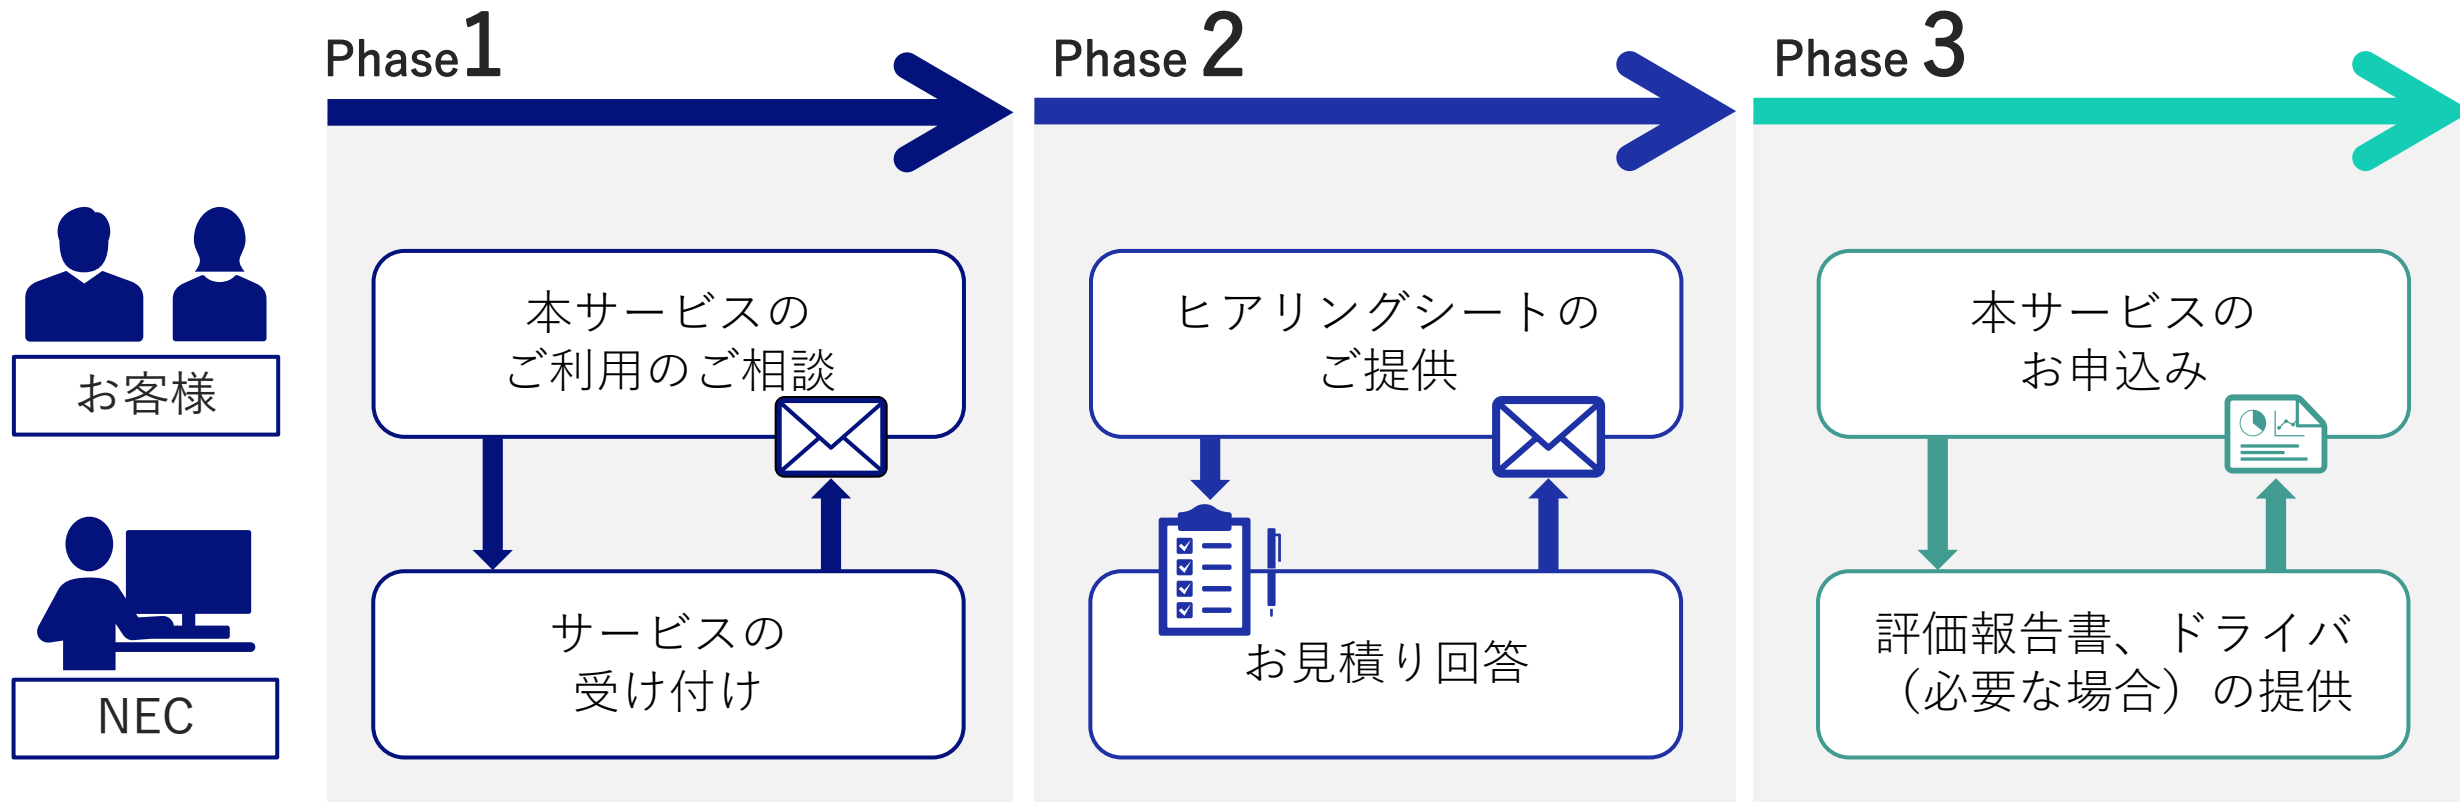 Phase 1
Phase 2
Phase 3
お客様
本サービスの
ご利用のご相談
ヒアリングシートの
ご提供
本サービスの
お申込み
NEC
サービスの
受け付け
お見積り回答
評価報告書、ドライバ
（必要な場合）の提供